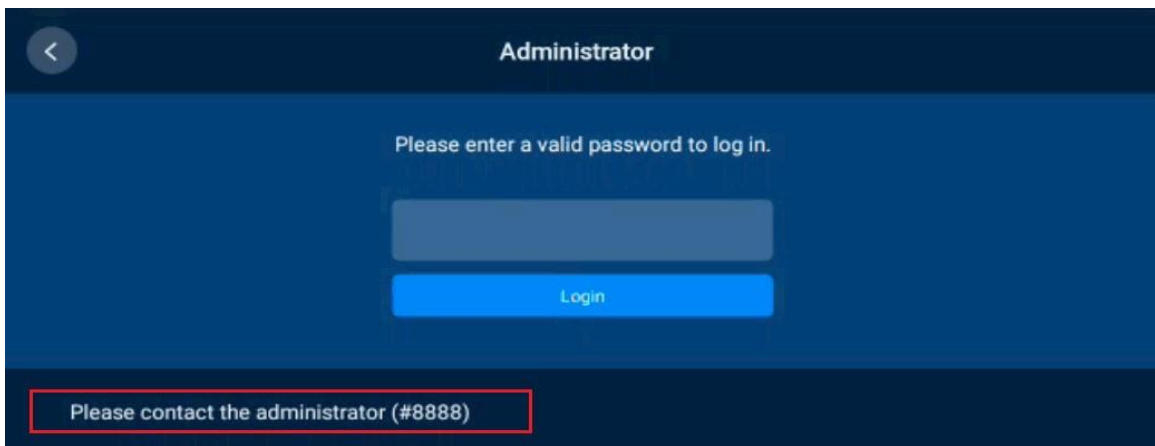 Administrator
Please enter a valid password to log in.
Login
Please contact the administrator (#8888)